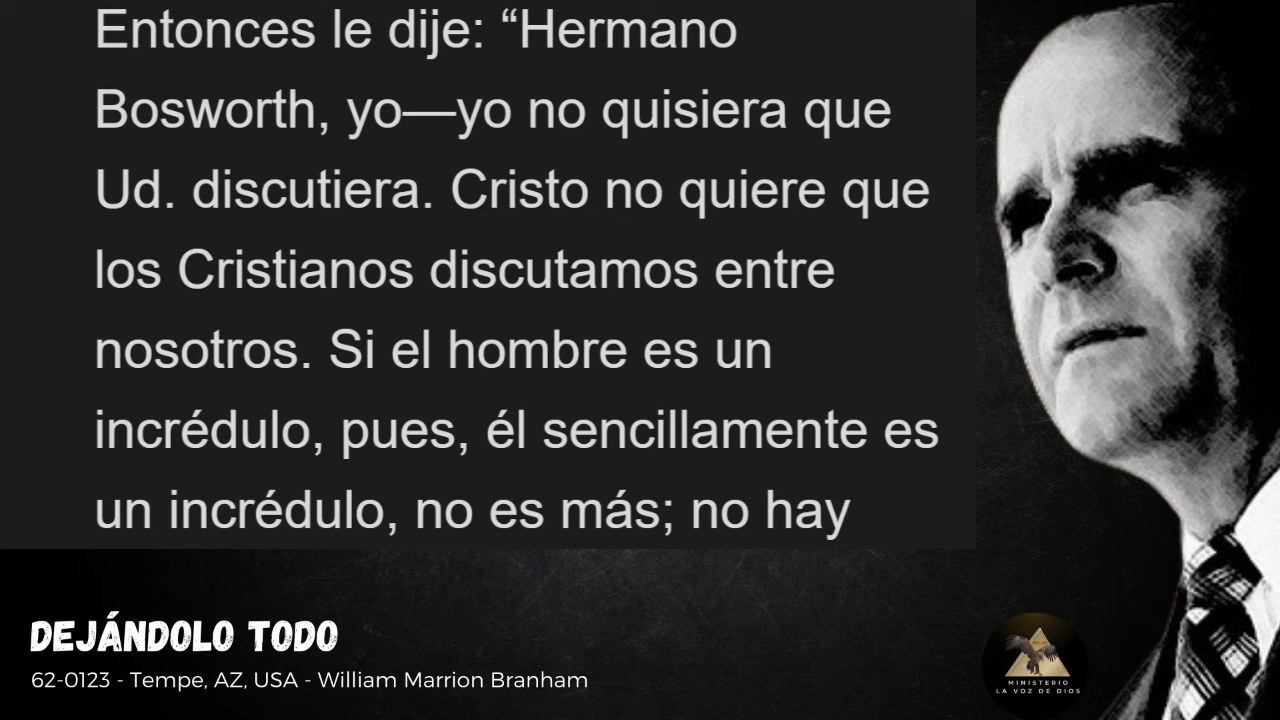 Entonces le dije: “Hermano
Bosworth, yo—yo no quisiera que
Ud. discutiera. Cristo no quiere que
los Cristianos discutamos entre
nosotros. Si el hombre es un
incrédulo, pues, él sencillamente es
un incrédulo, no es más; no hay
DEJÁNDOLO TODO
62-0123 - Tempe, AZ, USA - William Marrion Branham
MINISTERIO
LA VOZ DE DIOS